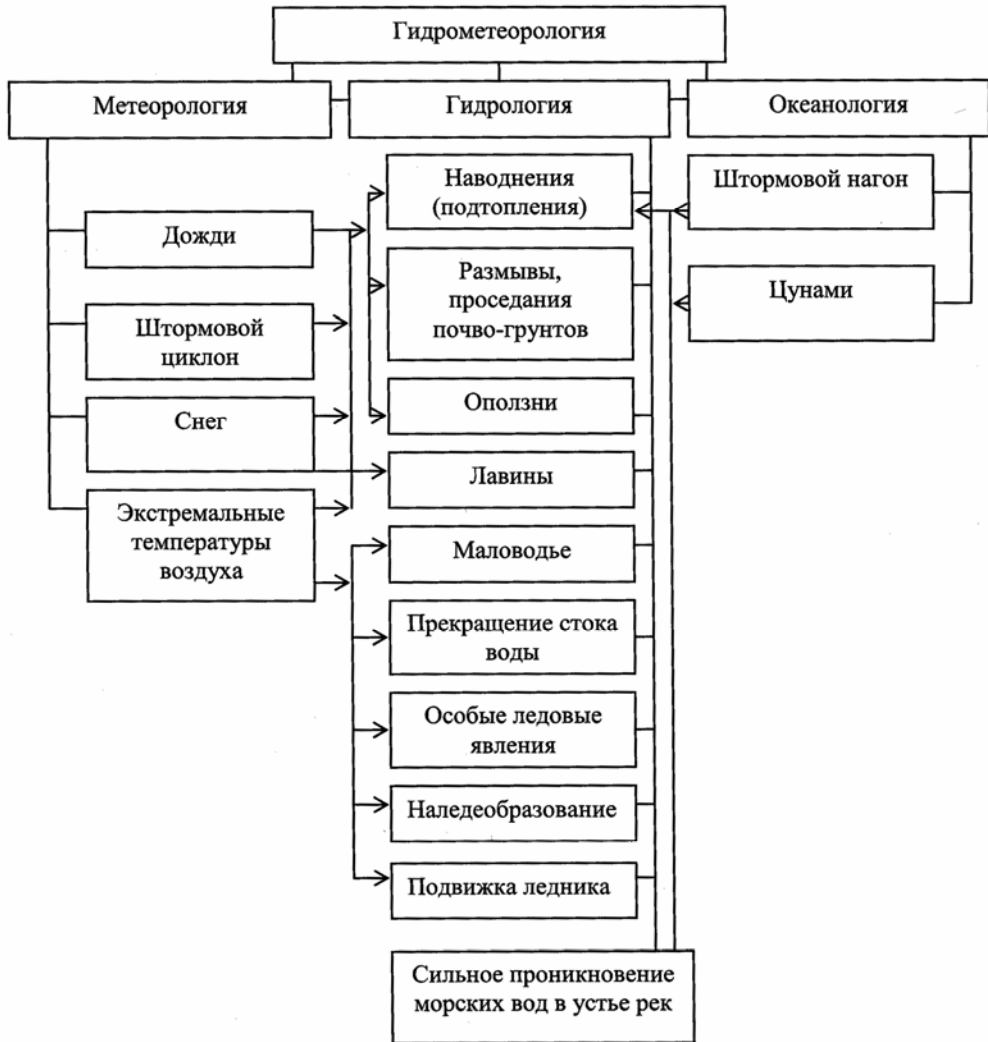 Гидрометеорология
Метеорология
Гидрология
Океанология
Дожди
Штормовой
циклон
Снег
Экстремальные
температуры
воздуха
Наводнения
(подтопления)
Размывы,
проседания
почво-грунтов
Оползни
Лавины
Маловодье
Прекращение стока
воды
Особые ледовые
явления
Наледеобразование
Подвижка ледника
Сильное проникновение
морских вод в устье рек
Штормовой нагон
Цунами